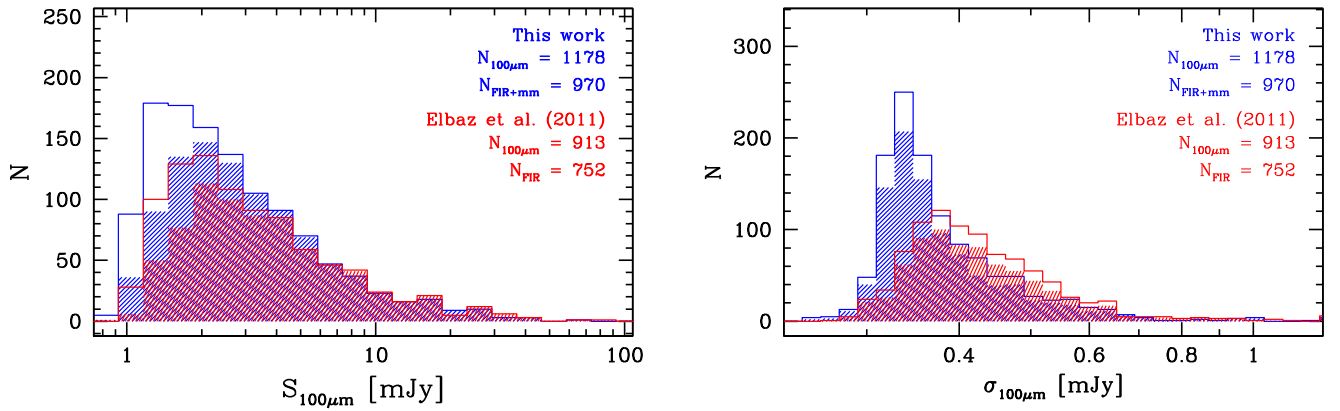 250
200
150
100
50
0
N
This work
N100μm = 1178
NFIR+mm = 970
Elbaz et al. (2011)
N100μm = 913
NFIR = 752
1
10
100
S100μm [mJy]
300
200
100
0
N
This work
N100μm = 1178
NFIR+mm = 970
Elbaz et al. (2011)
N100μm = 913
NFIR = 752
0.4
0.6
0.8
1
σ100μm [mJy]